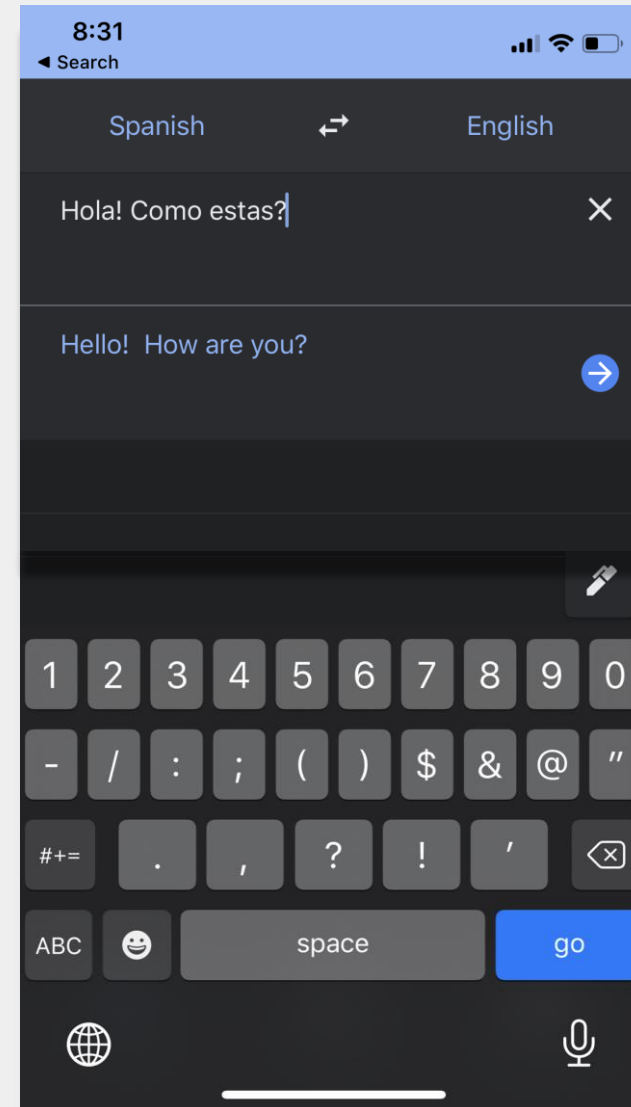 8:31
◀ Search
Spanish English
Hola! Como estas?
Hello!  How are you?
1 2 3 4 5 6 7 8 9 0
- / : ; ( ) $ & @ "
#+= . , ? ! '
ABC space go